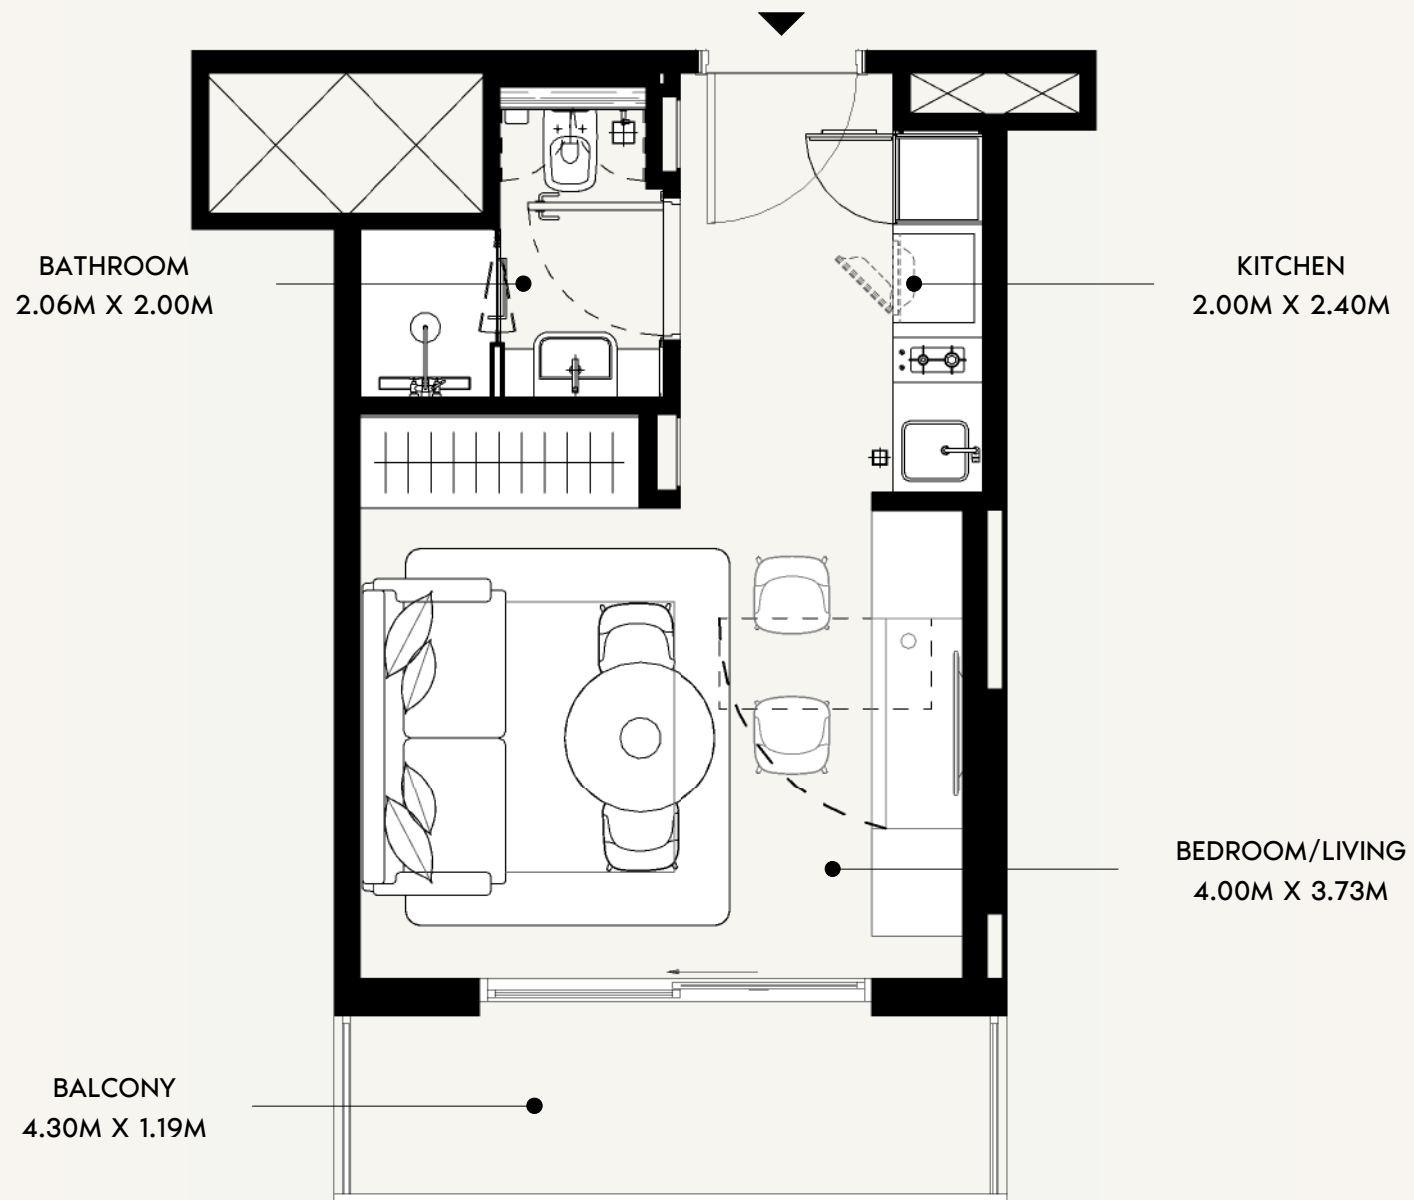 BATHROOM
2.06M X 2.00M
KITCHEN
2.00M X 2.40M
BEDROOM/LIVING
4.00M X 3.73M
BALCONY
4.30M X 1.19M